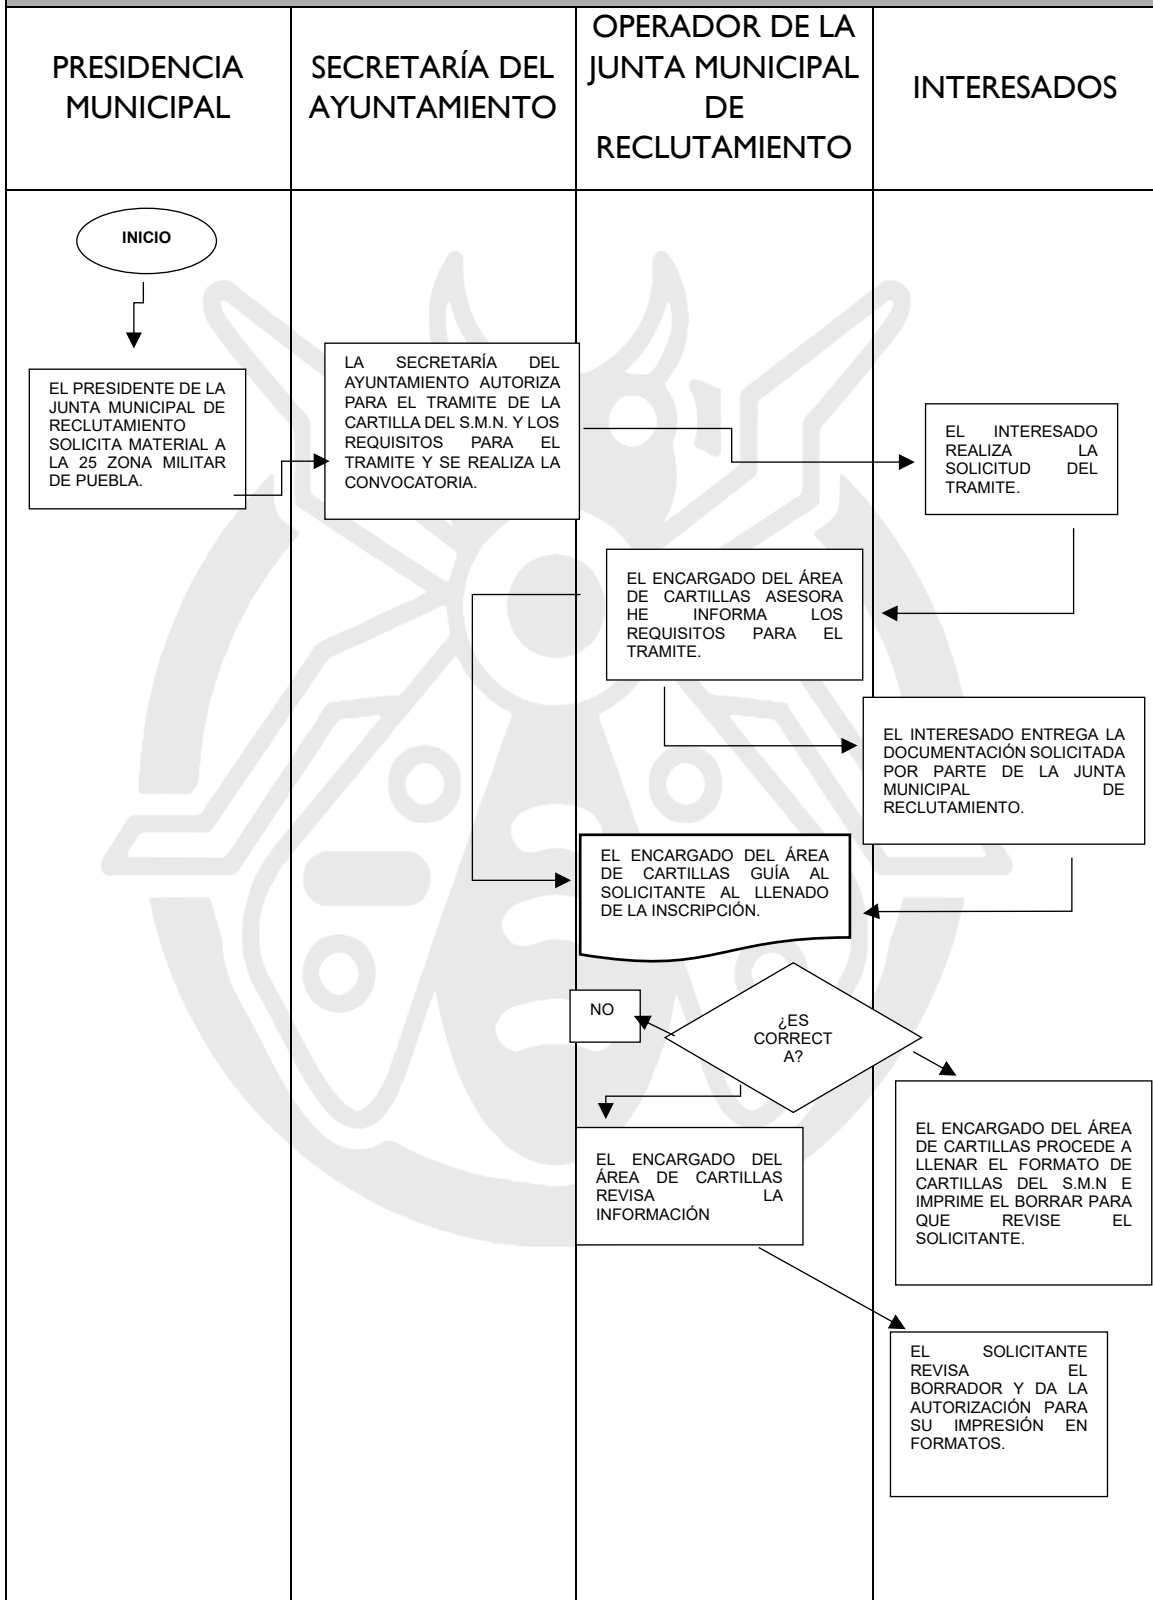 PRESIDENCIA
MUNICIPAL
SECRETARÍA DEL
AYUNTAMIENTO
OPERADOR DE LA
JUNTA MUNICIPAL
DE
RECLUTAMIENTO
INTERESADOS
INICIO
EL PRESIDENTE DE LA
JUNTA MUNICIPAL DE
RECLUTAMIENTO
SOLICITA MATERIAL A
LA 25 ZONA MILITAR
DE PUEBLA.
LA SECRETARÍA DEL
AYUNTAMIENTO AUTORIZA
PARA EL TRAMITE DE LA
CARTILLA DEL S.M.N. Y LOS
REQUISITOS PARA EL
TRAMITE Y SE REALIZA LA
CONVOCATORIA.
EL INTERESADO
REALIZA LA
SOLICITUD DEL
TRAMITE.
EL ENCARGADO DEL ÁREA
DE CARTILLAS ASESORA
HE INFORMA LOS
REQUISITOS PARA EL
TRAMITE.
EL INTERESADO ENTREGA LA
DOCUMENTACIÓN SOLICITADA
POR PARTE DE LA JUNTA
MUNICIPAL DE
RECLUTAMIENTO.
EL ENCARGADO DEL ÁREA
DE CARTILLAS GUÍA AL
SOLICITANTE AL LLENADO
DE LA INSCRIPCIÓN.
NO
¿ES
CORRECT
A?
EL ENCARGADO DEL ÁREA
DE CARTILLAS PROCEDE A
LLENAR EL FORMATO DE
CARTILLAS DEL S.M.N E
IMPRIME EL BORRAR PARA
QUE REVISE EL
SOLICITANTE.
EL ENCARGADO DEL
ÁREA DE CARTILLAS
REVISA LA
INFORMACIÓN
EL SOLICITANTE
REVISA EL
BORRADOR Y DA LA
AUTORIZACIÓN PARA
SU IMPRESIÓN EN
FORMATOS.